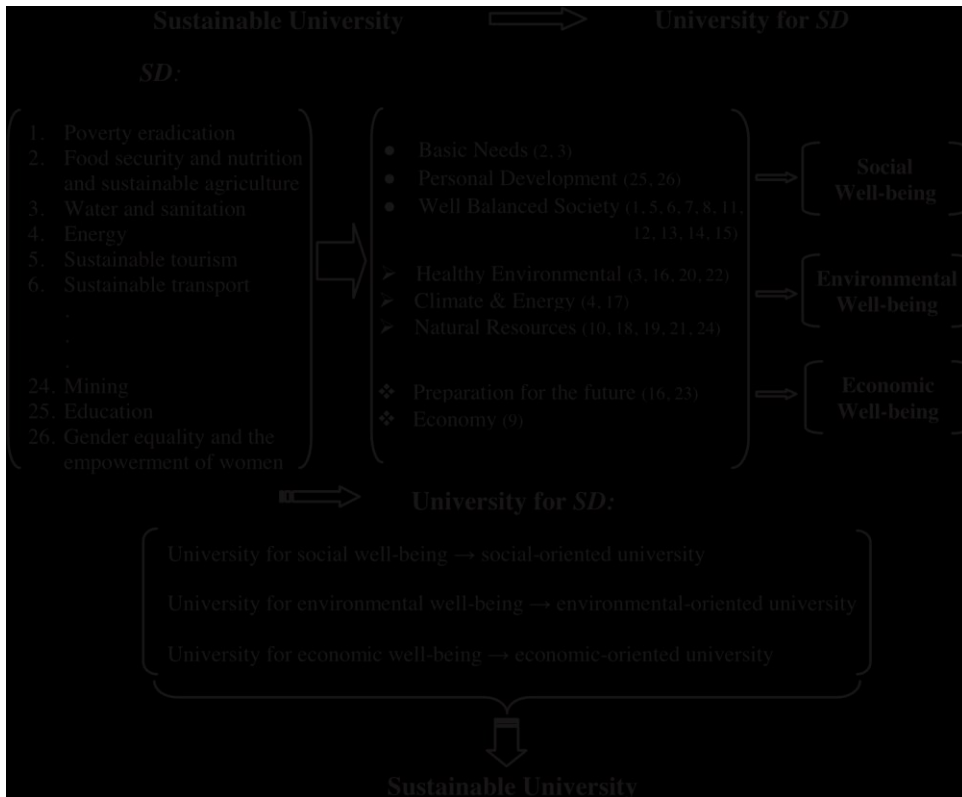 Sustainable University University for SD
SD:
1. Poverty eradication
2. Food security and nutrition
and sustainable agriculture
3. Water and sanitation
4. Energy
5. Sustainable tourism
6. Sustainable transport
.
.
.
24. Mining
25. Education
26. Gender equality and the
empowerment of women
● Basic Needs (2, 3)
● Personal Development (25, 26)
● Well Balanced Society (1, 5, 6, 7, 8, 11,
12, 13, 14, 15)
➢ Healthy Environmental (3, 16, 20, 22)
➢ Climate & Energy (4, 17)
➢ Natural Resources (10, 18, 19, 21, 24)
❖ Preparation for the future (16, 23)
❖ Economy (9)
Social
Well-being
Environmental
Well-being
Economic
Well-being
University for SD:
University for social well-being → social-oriented university
University for environmental well-being → environmental-oriented university
University for economic well-being → economic-oriented university
Sustainable University